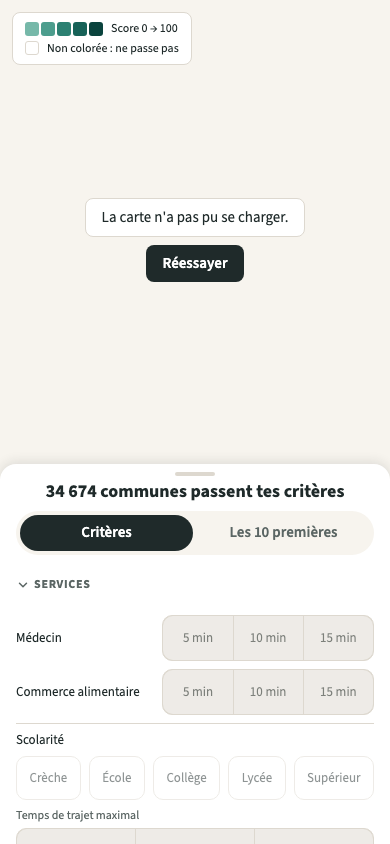 Score 0 → 100
Non colorée : ne passe pas
La carte n'a pas pu se charger.
Réessayer
34 674 communes passent tes critères
Critères Les 10 premières
SERVICES
Médecin 5 min 10 min 15 min
Commerce alimentaire 5 min 10 min 15 min
Scolarité
Crèche École Collège Lycée Supérieur
Temps de trajet maximal